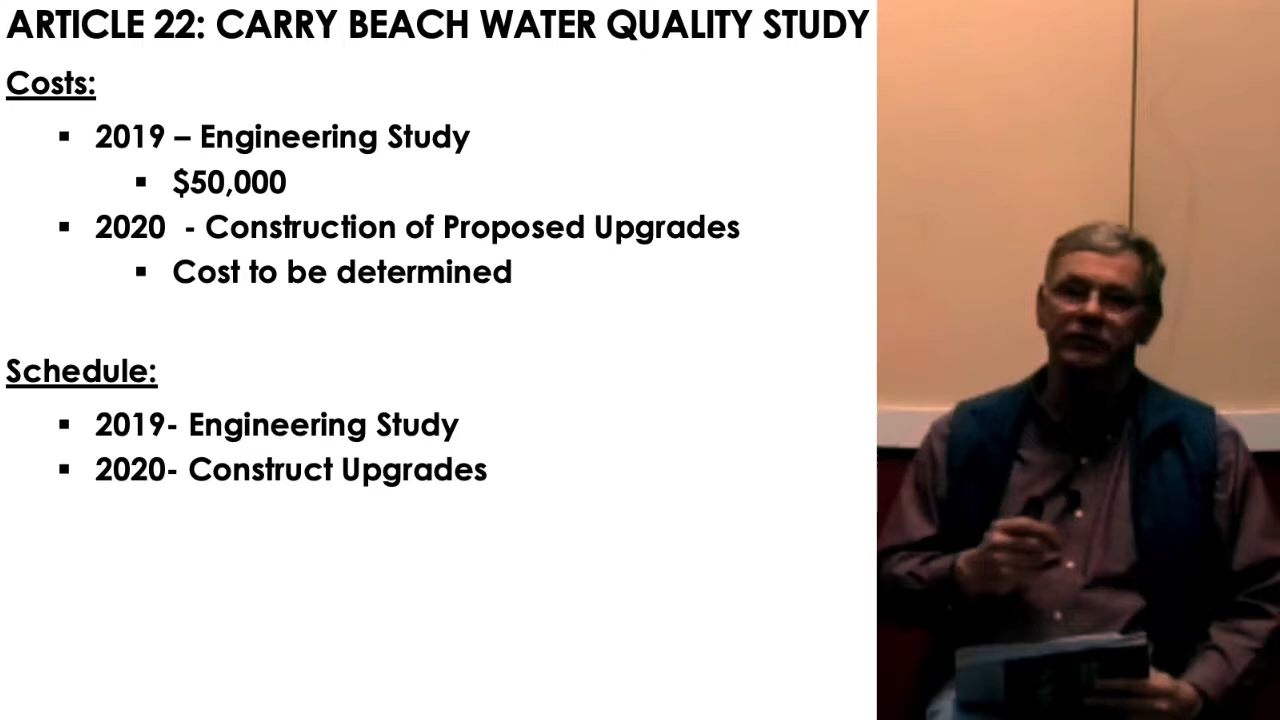 ARTICLE 22: CARRY BEACH WATER QUALITY STUDY
Costs:
▪ 2019 – Engineering Study
▪ $50,000
▪ 2020 - Construction of Proposed Upgrades
▪ Cost to be determined
Schedule:
▪ 2019- Engineering Study
▪ 2020- Construct Upgrades